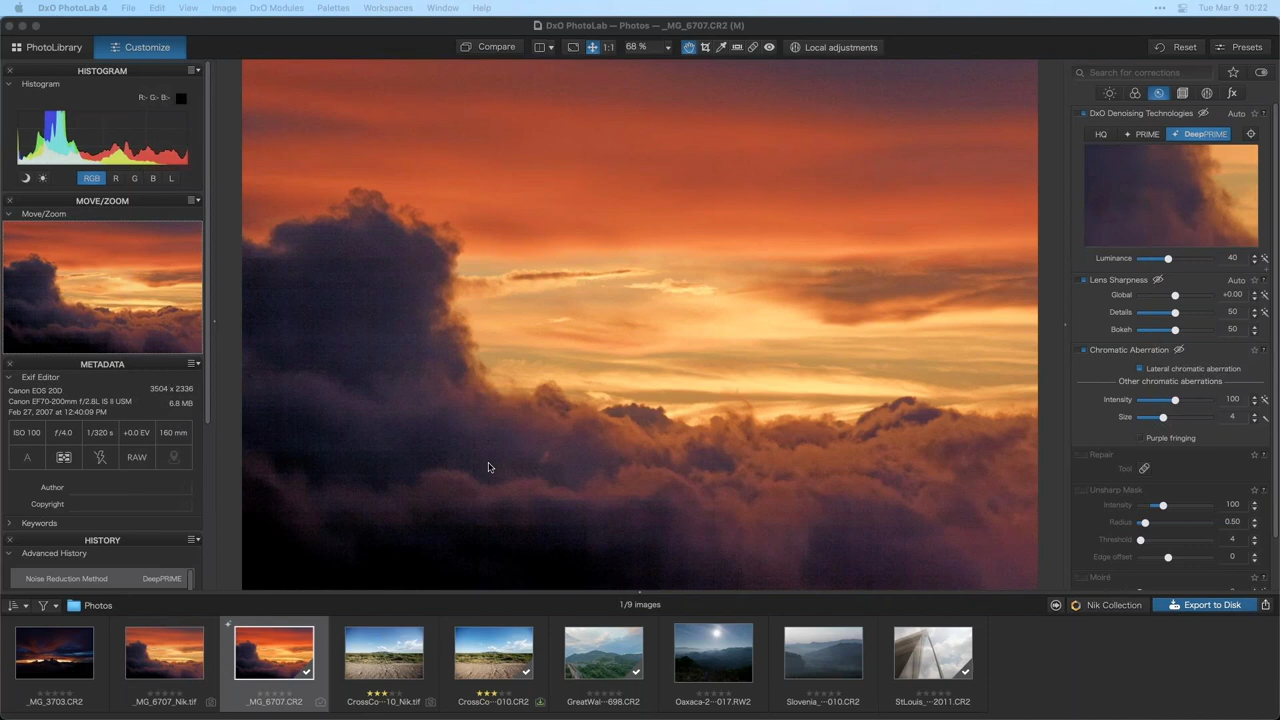 DxO PhotoLab 4 File Edit View Image DxO Modules Palettes Workspaces Window Help Tue Mar 9 10:22
DxO PhotoLab — Photos — _MG_6707.CR2 (M)
PhotoLibrary Customize Compare 1:1 68 % Local adjustments Reset Presets
HISTOGRAM
Histogram
R:- G:- B:-
RGB R G B L
MOVE/ZOOM
Move/Zoom
METADATA
Exif Editor
Canon EOS 20D 3504 x 2336
Canon EF70-200mm f/2.8L IS II USM
6.8 MB
Feb 27, 2007 at 12:40:09 PM
ISO 100 ƒ/4.0 1/320 s +0.0 EV 160 mm
A RAW
Author
Copyright
Keywords
HISTORY
Advanced History
Noise Reduction Method DeepPRIME
Search for corrections
fx
DxO Denoising Technologies Auto
HQ PRIME DeepPRIME
Luminance 40
Lens Sharpness Auto
Global +0.00
Details 50
Bokeh 50
Chromatic Aberration
Lateral chromatic aberration
Other chromatic aberrations
Intensity 100
Size 4
Purple fringing
Repair
Tool
Unsharp Mask
Intensity 100
Radius 0.50
Threshold 4
Edge offset 0
Moiré
Photos 1/9 images Nik Collection Export to Disk
_MG_3703.CR2 _MG_6707_Nik.tif _MG_6707.CR2 CrossCo···10_Nik.tif CrossCo···010.CR2 GreatWal···698.CR2 Oaxaca-2···017.RW2 Slovenia_···010.CR2 StLouis_···2011.CR2